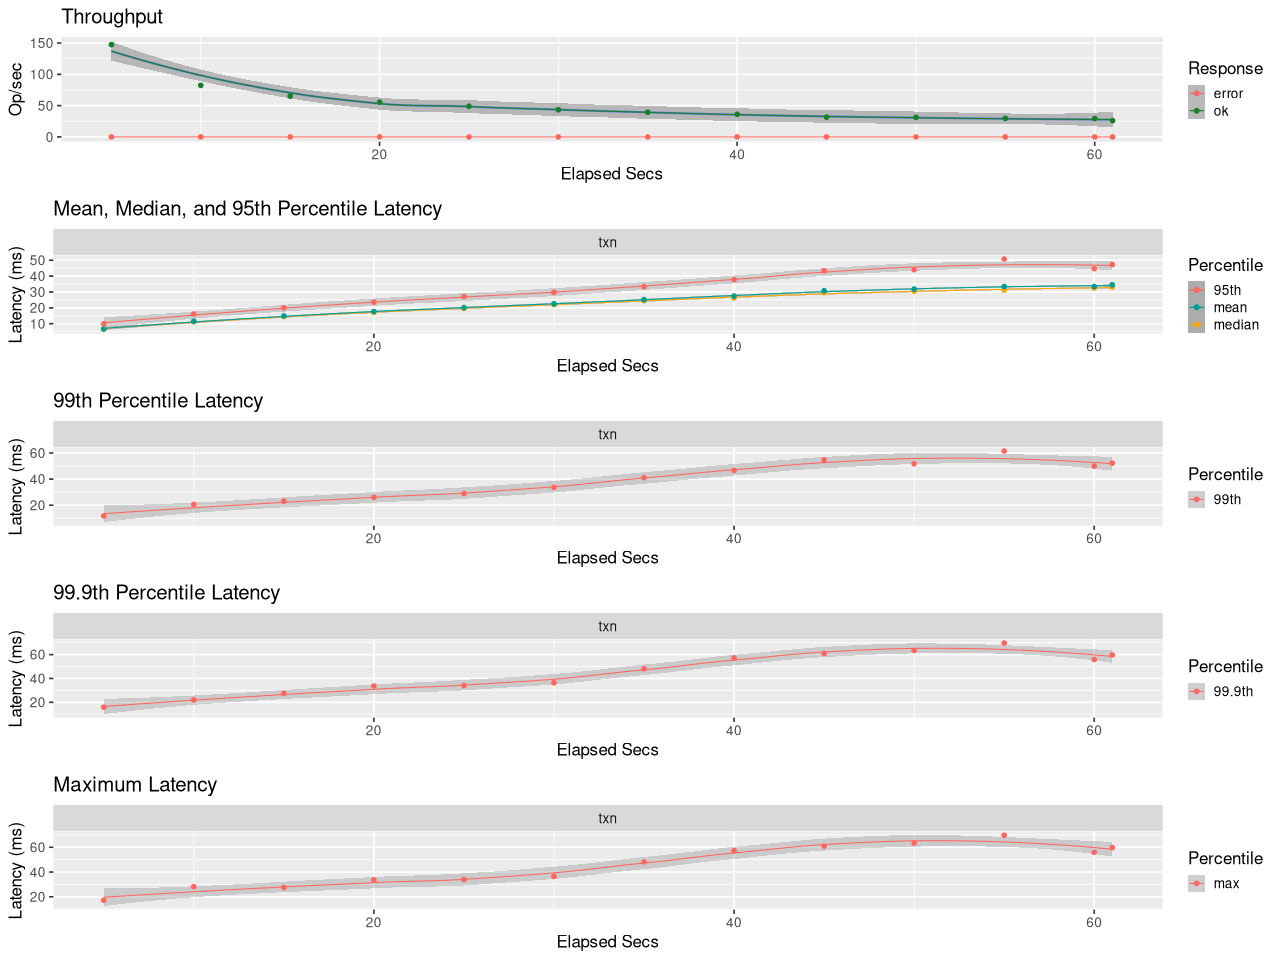 Throughput
150
100
50
0
Op/sec
20 40 60
Elapsed Secs
Response
error
ok
Mean, Median, and 95th Percentile Latency
txn
50
40
30
20
10
Latency (ms)
20 40 60
Elapsed Secs
Percentile
95th
mean
median
99th Percentile Latency
txn
60
40
20
Latency (ms)
20 40 60
Elapsed Secs
Percentile
99th
99.9th Percentile Latency
txn
60
40
20
Latency (ms)
20 40 60
Elapsed Secs
Percentile
99.9th
Maximum Latency
txn
60
40
20
Latency (ms)
20 40 60
Elapsed Secs
Percentile
max